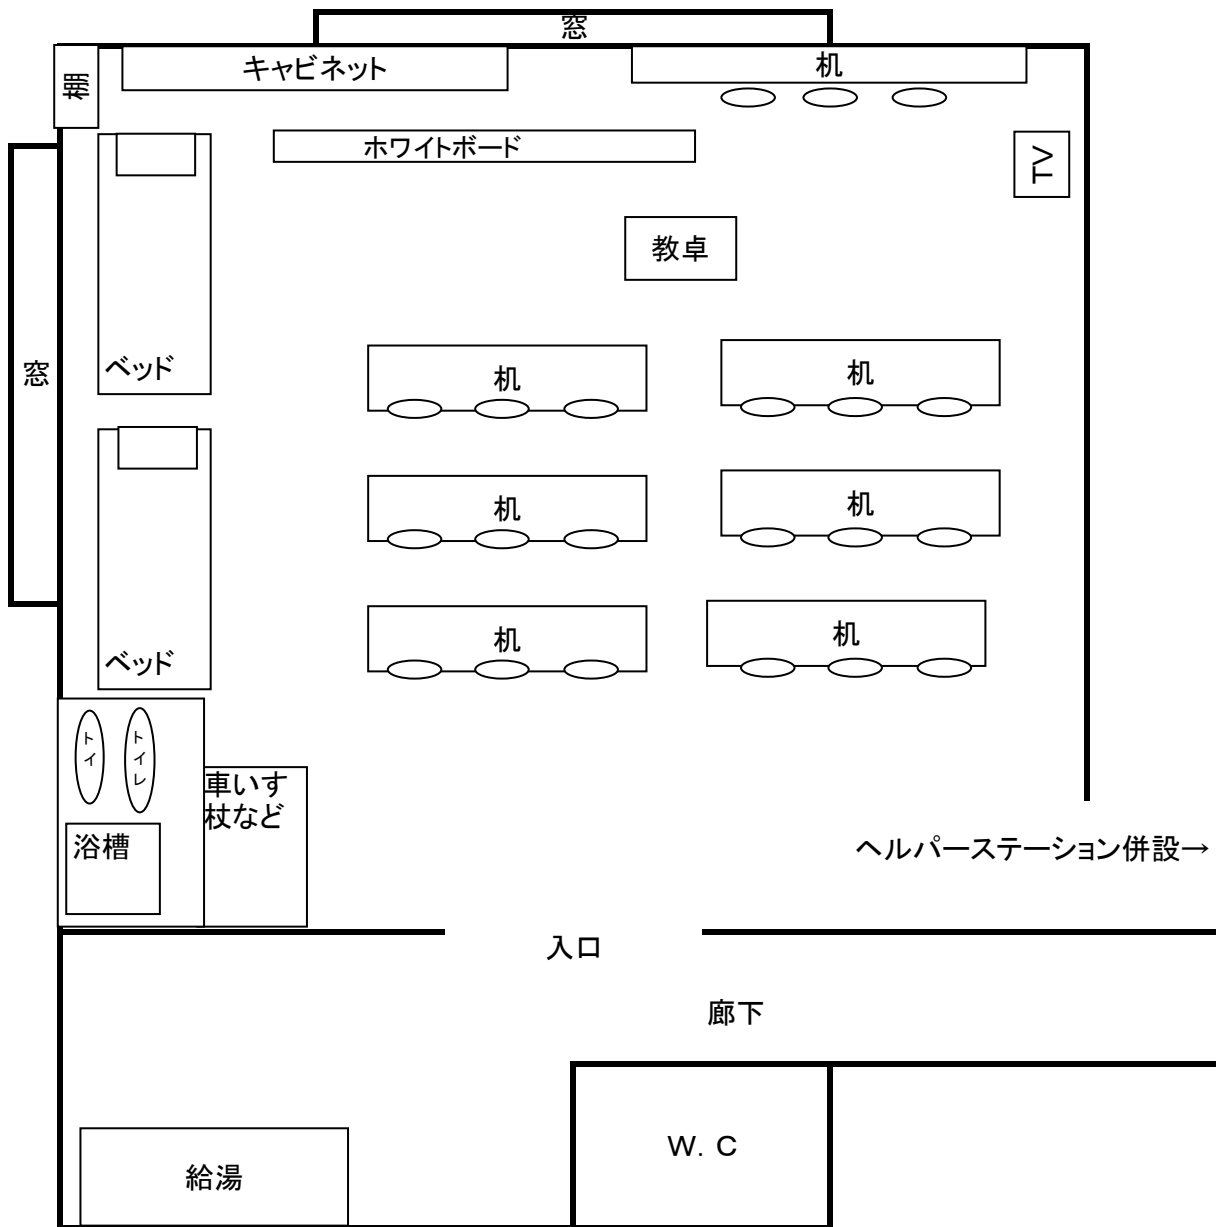 窓
棚
キャビネット
机
ホワイトボード
TV
教卓
窓
ベッド
机
机
机
机
ベッド
机
机
トイ
トイレ
車いす
杖など
浴槽
ヘルパーステーション併設→
入口
廊下
W. C
給湯